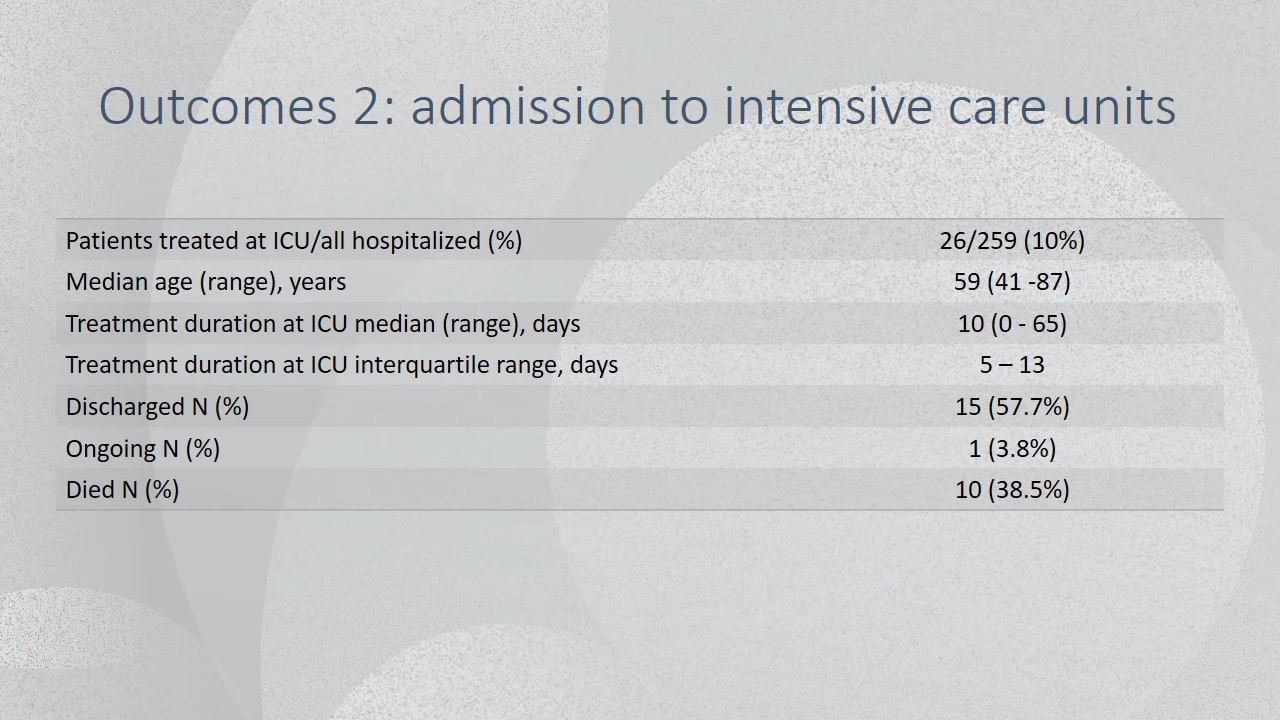 Outcomes 2: admission to intensive care units
Patients treated at ICU/all hospitalized (%) 26/259 (10%)
Median age (range), years 59 (41 -87)
Treatment duration at ICU median (range), days 10 (0 - 65)
Treatment duration at ICU interquartile range, days 5 – 13
Discharged N (%) 15 (57.7%)
Ongoing N (%) 1 (3.8%)
Died N (%) 10 (38.5%)